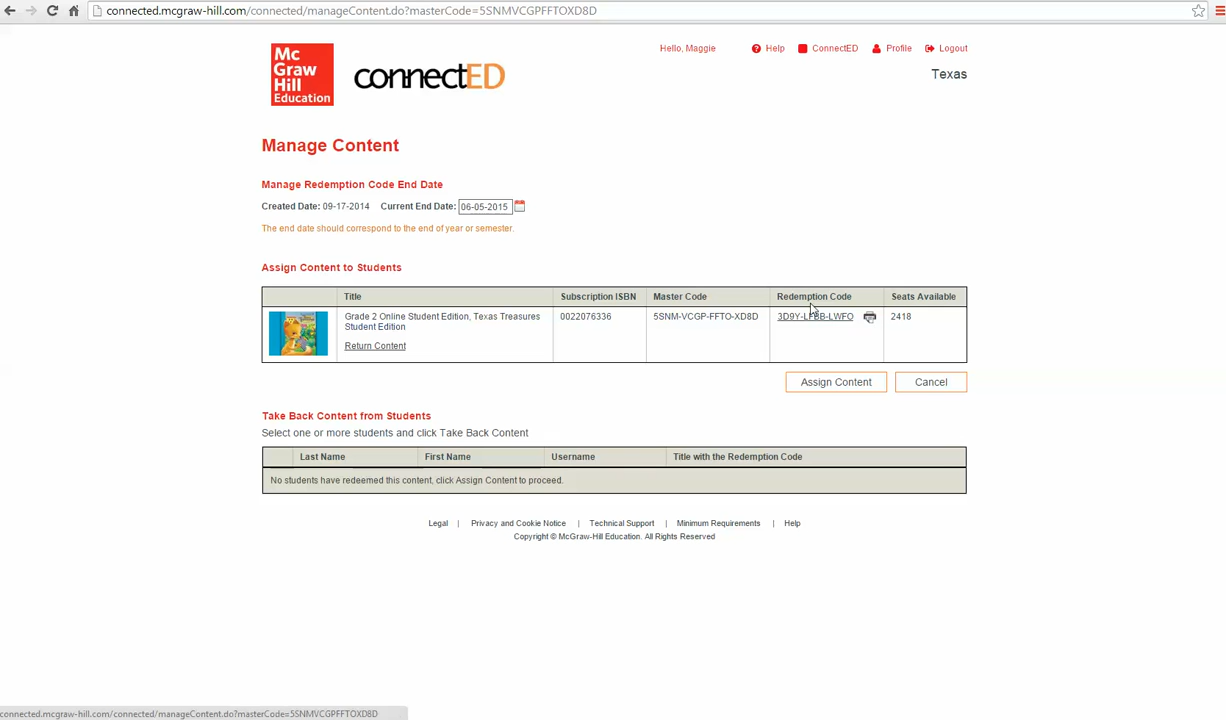 connected.mcgraw-hill.com/connected/manageContent.do?masterCode=5SNMVCGPFFTOXD8D
Hello, Maggie Help ConnectED Profile Logout
Mc
Graw
Hill
Education
connectED
Texas
Manage Content
Manage Redemption Code End Date
Created Date: 09-17-2014 Current End Date: 06-05-2015
The end date should correspond to the end of year or semester.
Assign Content to Students
Title Subscription ISBN Master Code Redemption Code Seats Available
Grade 2 Online Student Edition, Texas Treasures 0022076336 5SNM-VCGP-FFTO-XD8D 2418
Student Edition
Return Content
Assign Content Cancel
Take Back Content from Students
Select one or more students and click Take Back Content
Last Name First Name Username Title with the Redemption Code
No students have redeemed this content, click Assign Content to proceed.
Legal | Privacy and Cookie Notice | Technical Support | Minimum Requirements | Help
Copyright © McGraw-Hill Education. All Rights Reserved
connected.mcgraw-hill.com/connected/manageContent.do?masterCode=5SNMVCGPFFTOXD8D